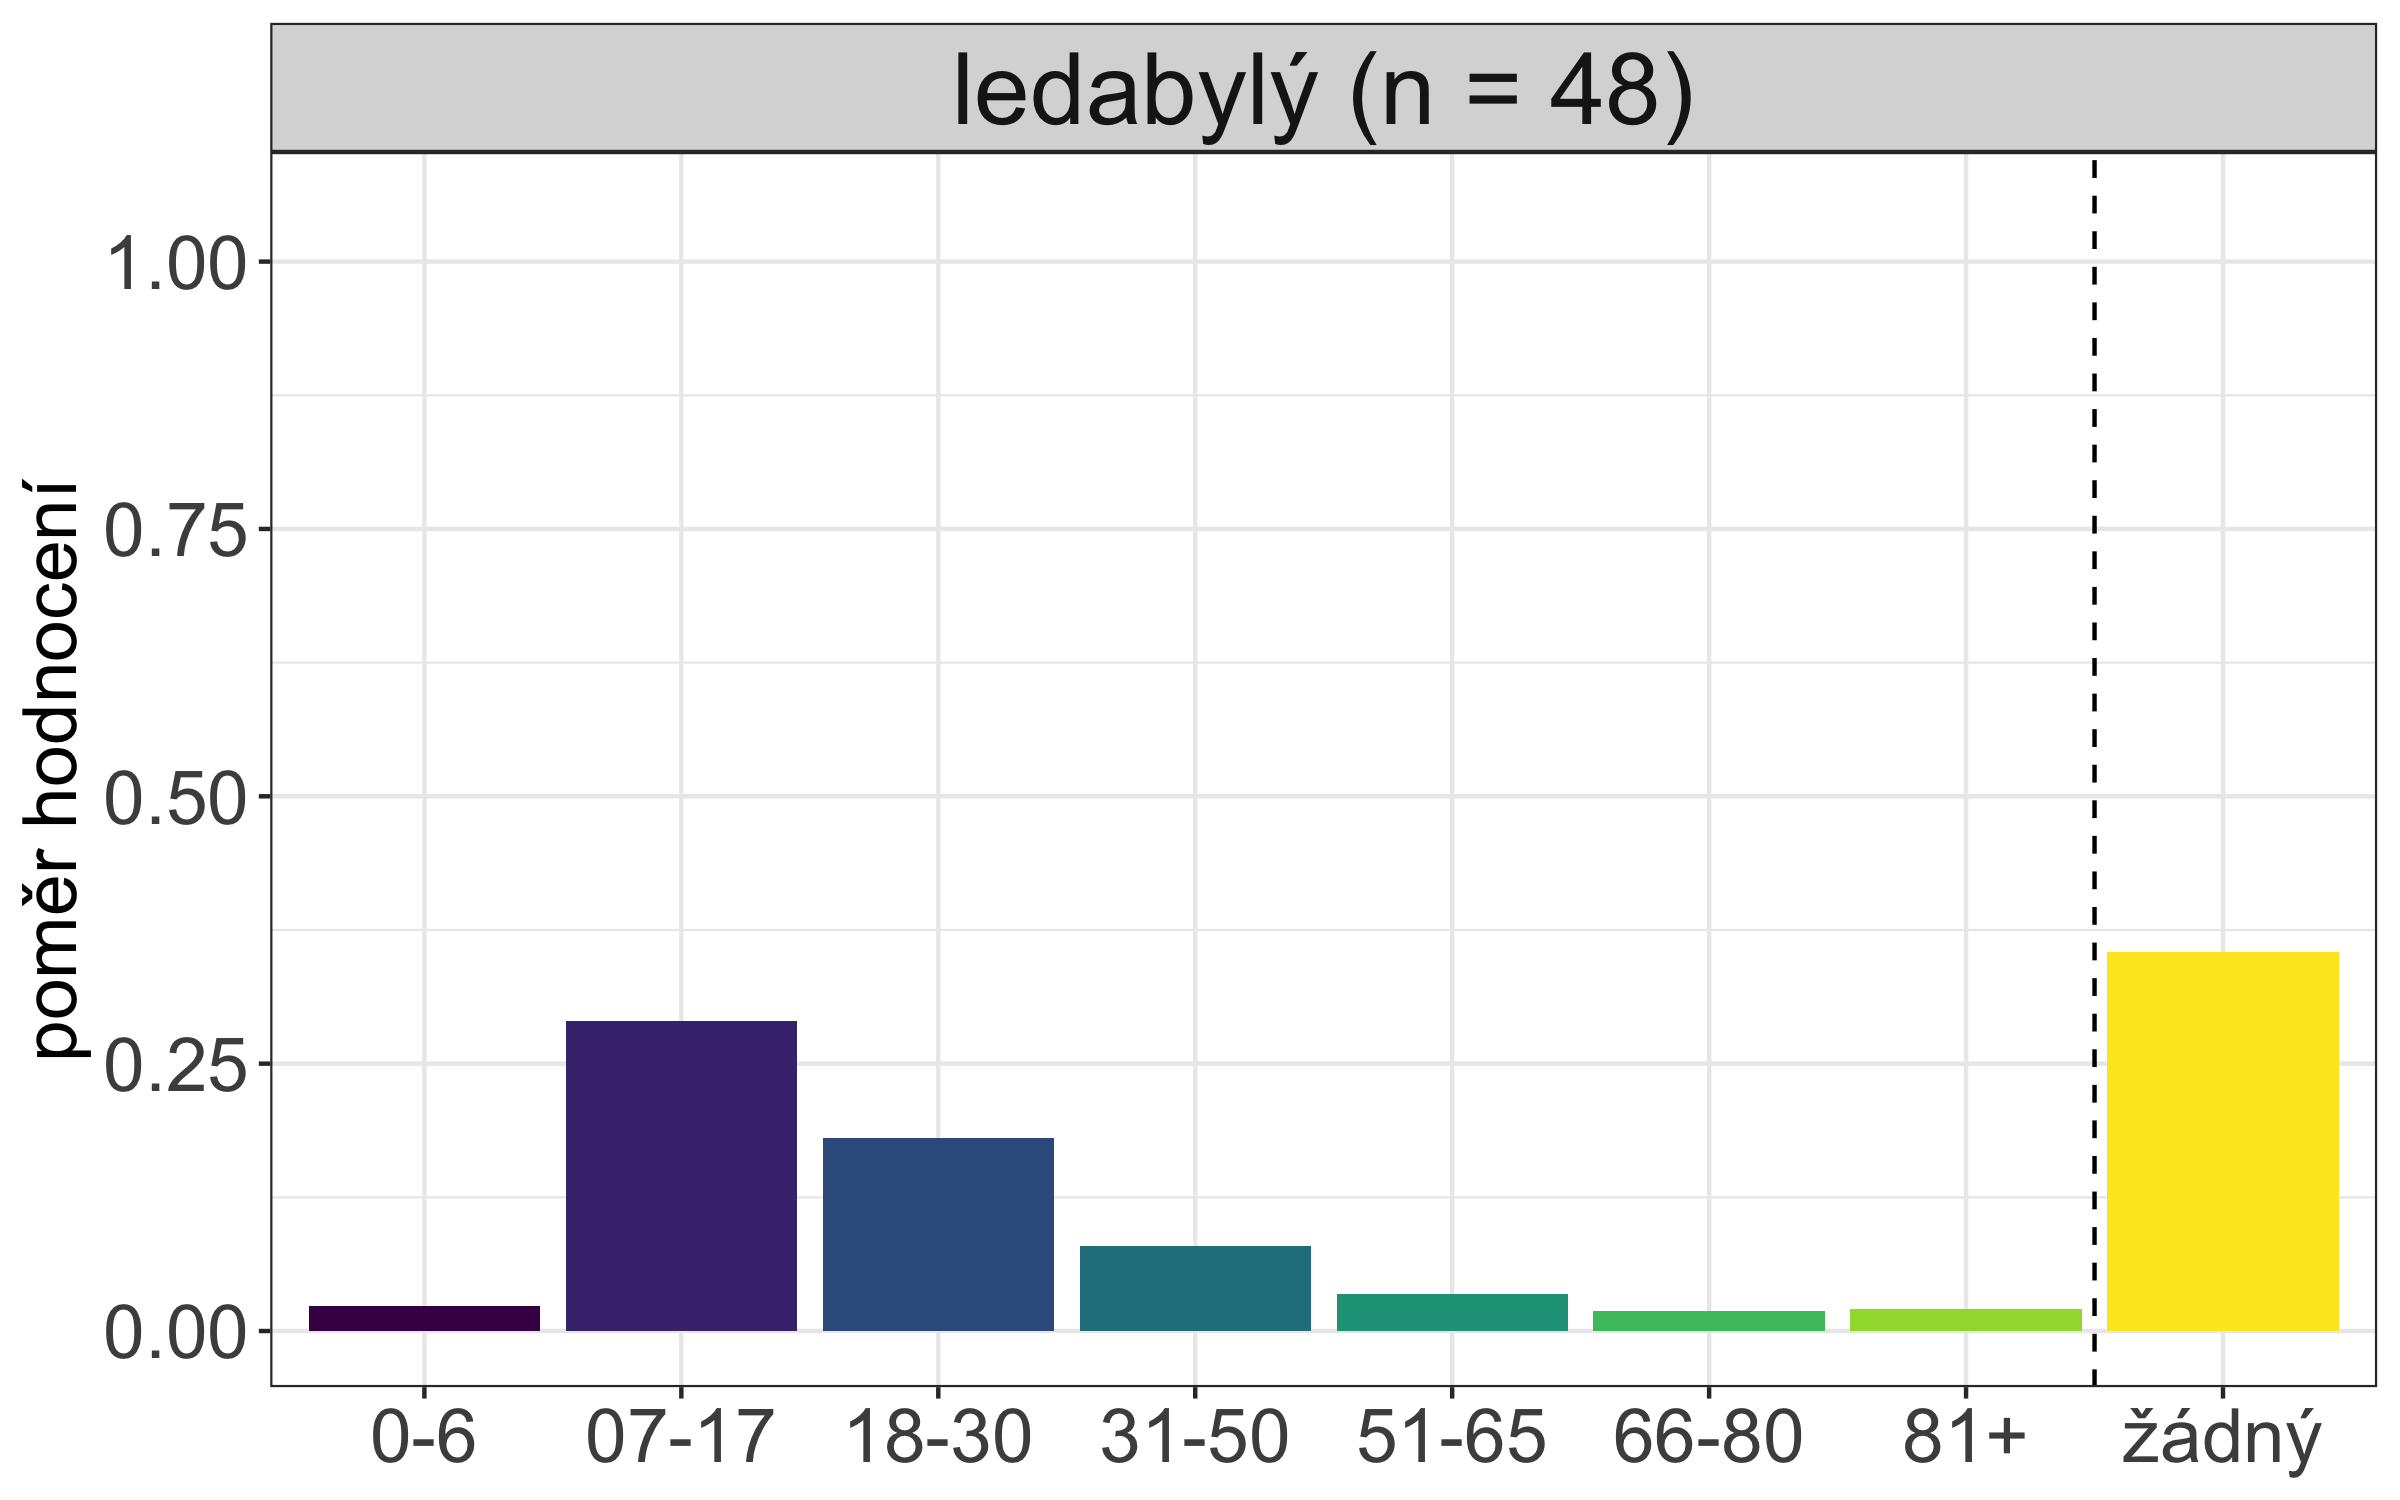 ledabylý (n = 48)
poměr hodnocení
1.00
0.75
0.50
0.25
0.00
0-6 07-17 18-30 31-50 51-65 66-80 81+ žádný